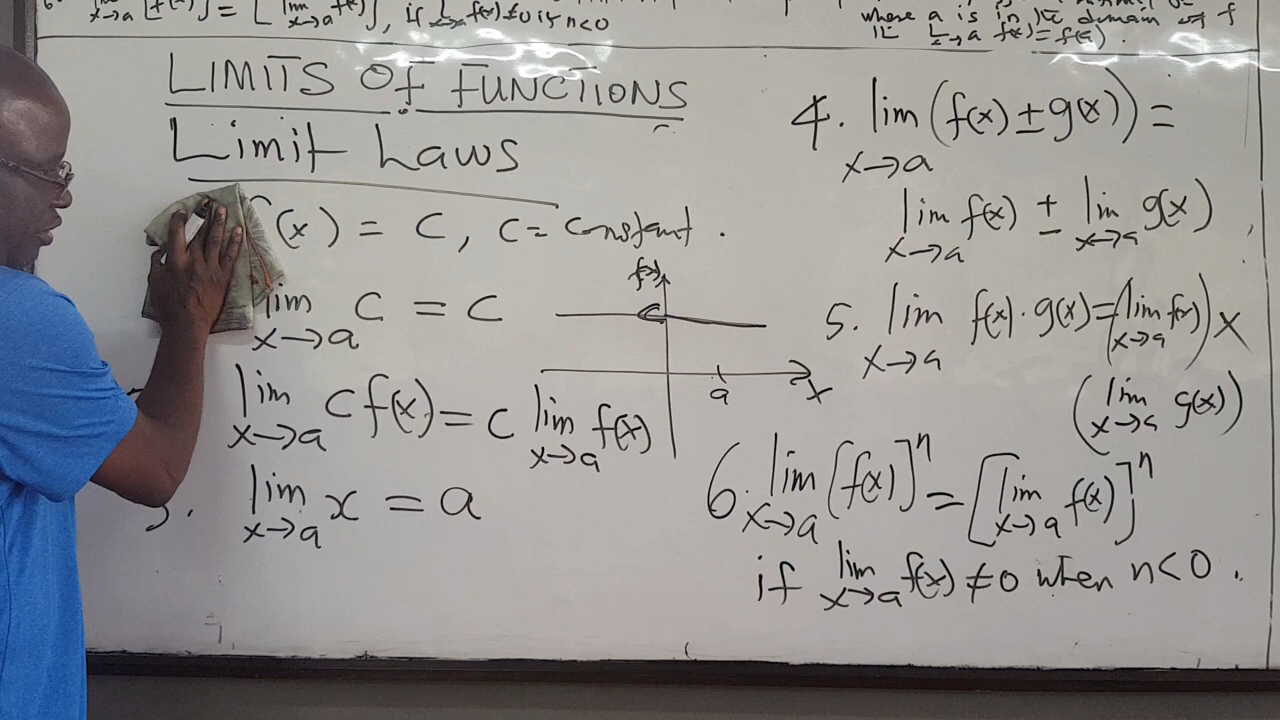 lim x→a [f(x)]ⁿ = [lim x→a f(x)]ⁿ, if lim x→a f(x) ≠ 0 if n<0
where a is in the domain of f
lim x→a f(x) = f(a).
LIMITS OF FUNCTIONS
Limit Laws
f(x) = C, C = constant.
lim x→a C = C
f(x)
C
a
x
lim x→a C f(x) = C lim x→a f(x)
3. lim x→a x = a
4. lim x→a (f(x) ± g(x)) =
lim x→a f(x) ± lim x→a g(x)
5. lim x→a f(x) · g(x) = (lim x→a f(x)) X
(lim x→a g(x))
6. lim x→a [f(x)]ⁿ = [lim x→a f(x)]ⁿ
if lim x→a f(x) ≠ 0 when n<0.